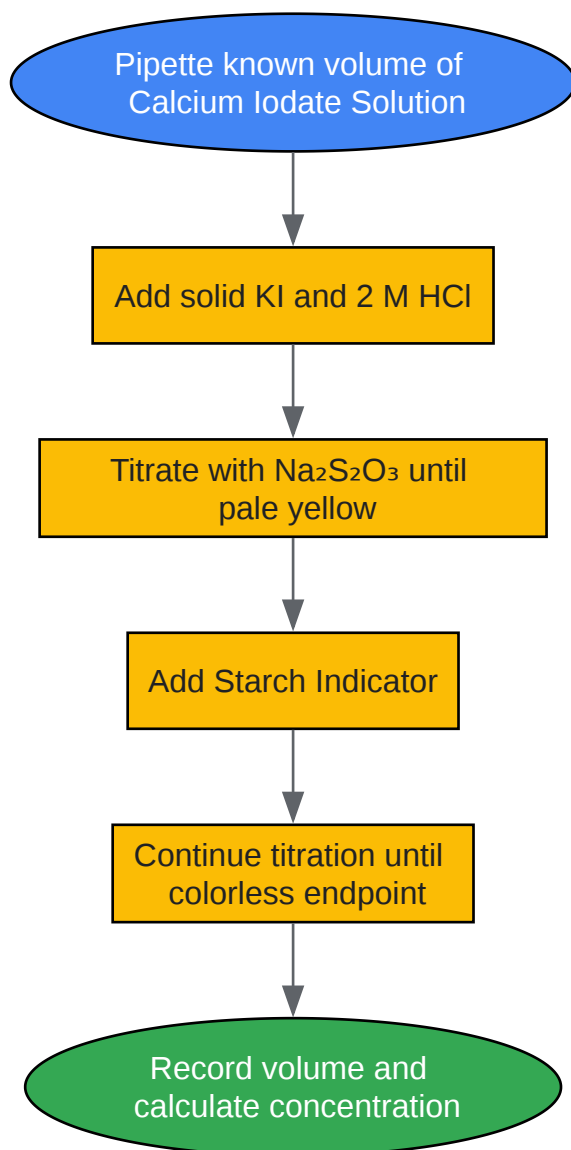 Pipette known volume of
Calcium Iodate Solution
Add solid KI and 2 M HCl
Titrate with Na₂S₂O₃ until
pale yellow
Add Starch Indicator
Continue titration until
colorless endpoint
Record volume and
calculate concentration